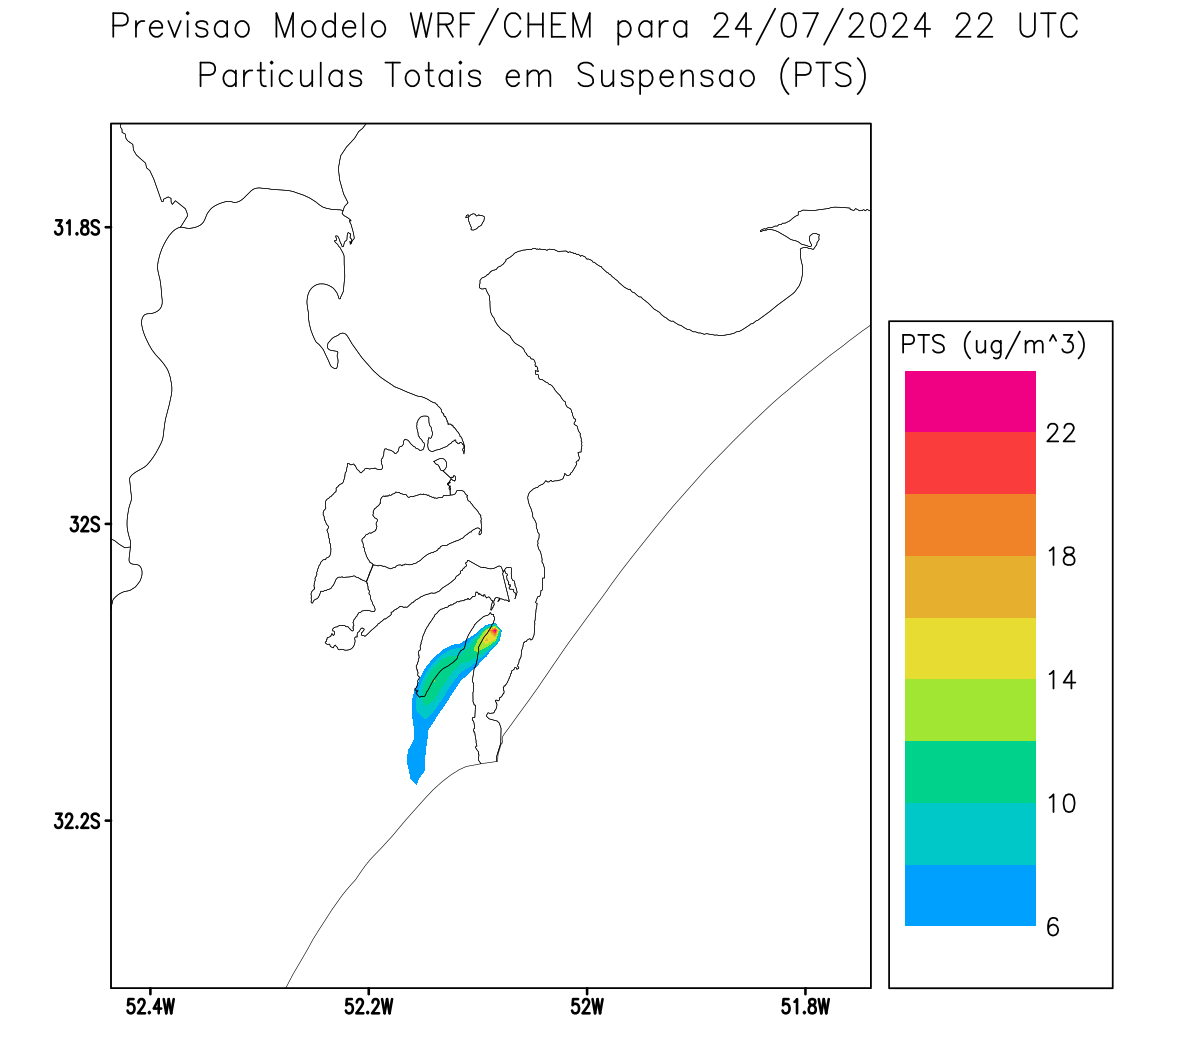 Previsao Modelo WRF/CHEM para 24/07/2024 22 UTC
Particulas Totais em Suspensao (PTS)
31.8S
32S
32.2S
52.4W
52.2W
52W
51.8W
PTS (ug/m^3)
22
18
14
10
6